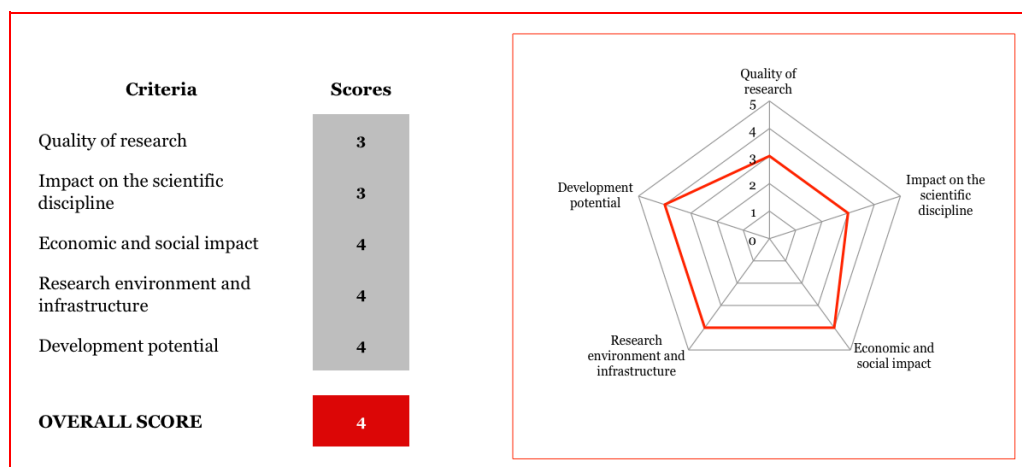 Criteria Scores
Quality of research 3
Impact on the scientific
discipline 3
Economic and social impact 4
Research environment and
infrastructure 4
Development potential 4
OVERALL SCORE 4
Quality of
research
5
4
3
2
1
0
Impact on the
scientific
discipline
Economic and
social impact
Research
environment and
infrastructure
Development
potential